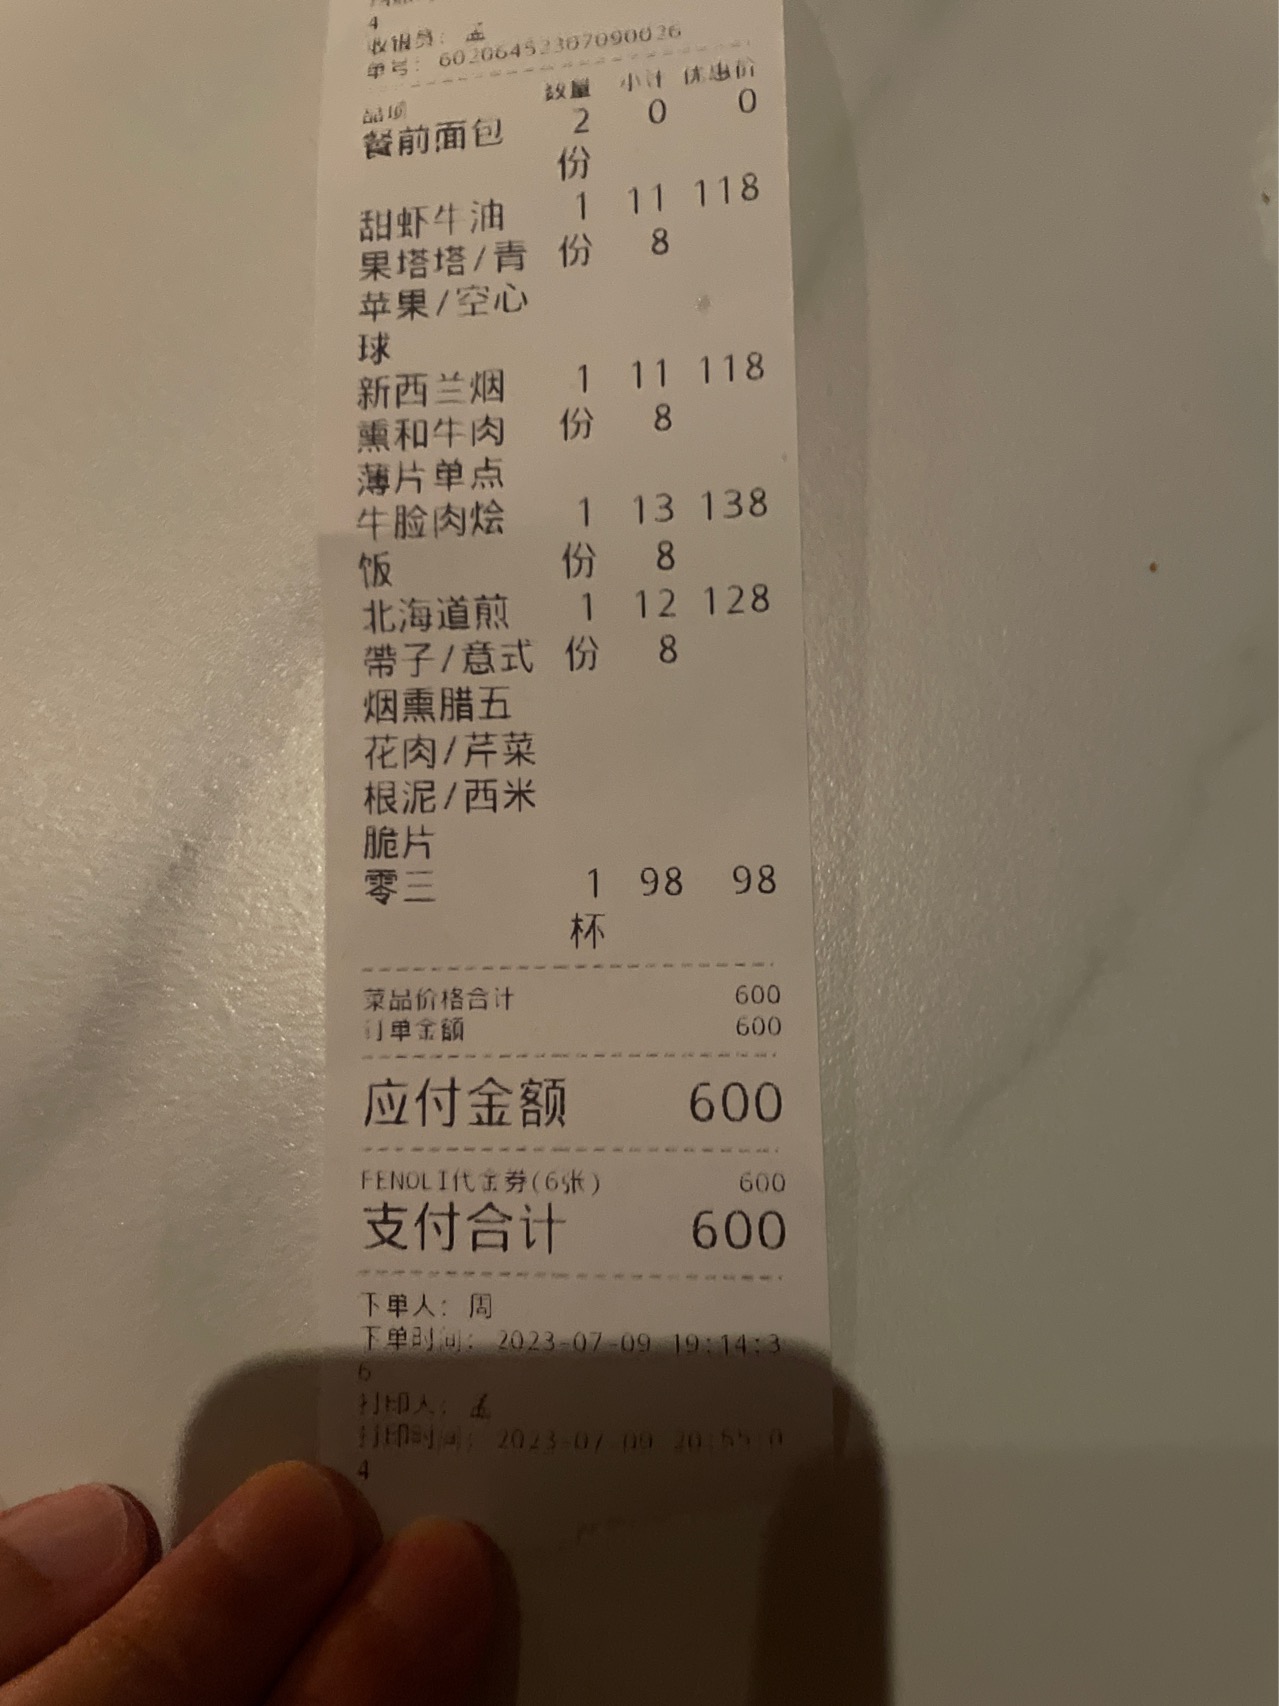 4
收银员: 孟
单号: 602064523070900​26
品项 数量 小计 优惠价
餐前面包 2 0 0
份
甜虾牛油 1 11 118
果塔塔/青 份 8
苹果/空心
球
新西兰烟 1 11 118
熏和牛肉 份 8
薄片单点
牛脸肉烩 1 13 138
饭 份 8
北海道煎 1 12 128
带子/意式 份 8
烟熏腊五
花肉/芹菜
根泥/西米
脆片
零三 1 98 98
杯
菜品价格合计 600
订单金额 600
应付金额 600
FENOLI代金券(6张) 600
支付合计 600
下单人: 周
下单时间: 2023-07-09 19:14:3
6
打印人: 孟
打印时间: 2023-07-09 20:55:0
4